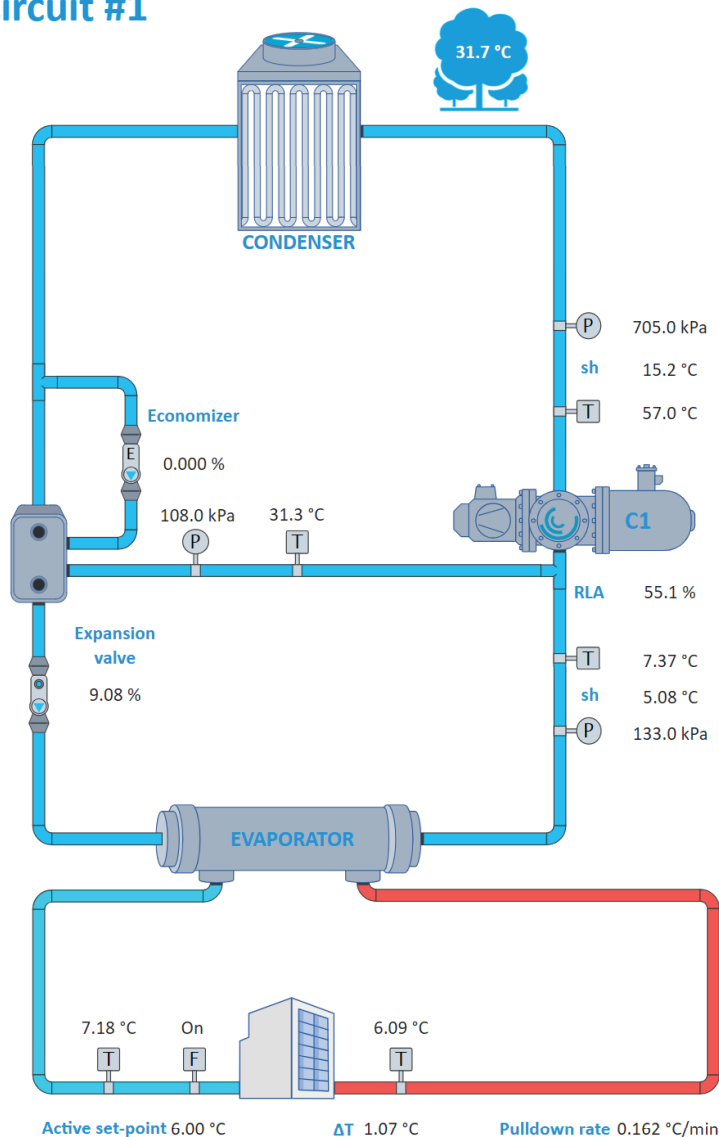 ircuit #1
31.7 °C
CONDENSER
P 705.0 kPa
sh 15.2 °C
T 57.0 °C
Economizer
E 0.000 %
108.0 kPa 31.3 °C
P T
C1
RLA 55.1 %
Expansion
valve
9.08 %
T 7.37 °C
sh 5.08 °C
P 133.0 kPa
EVAPORATOR
7.18 °C On 6.09 °C
T F T
Active set-point 6.00 °C ΔT 1.07 °C Pulldown rate 0.162 °C/min